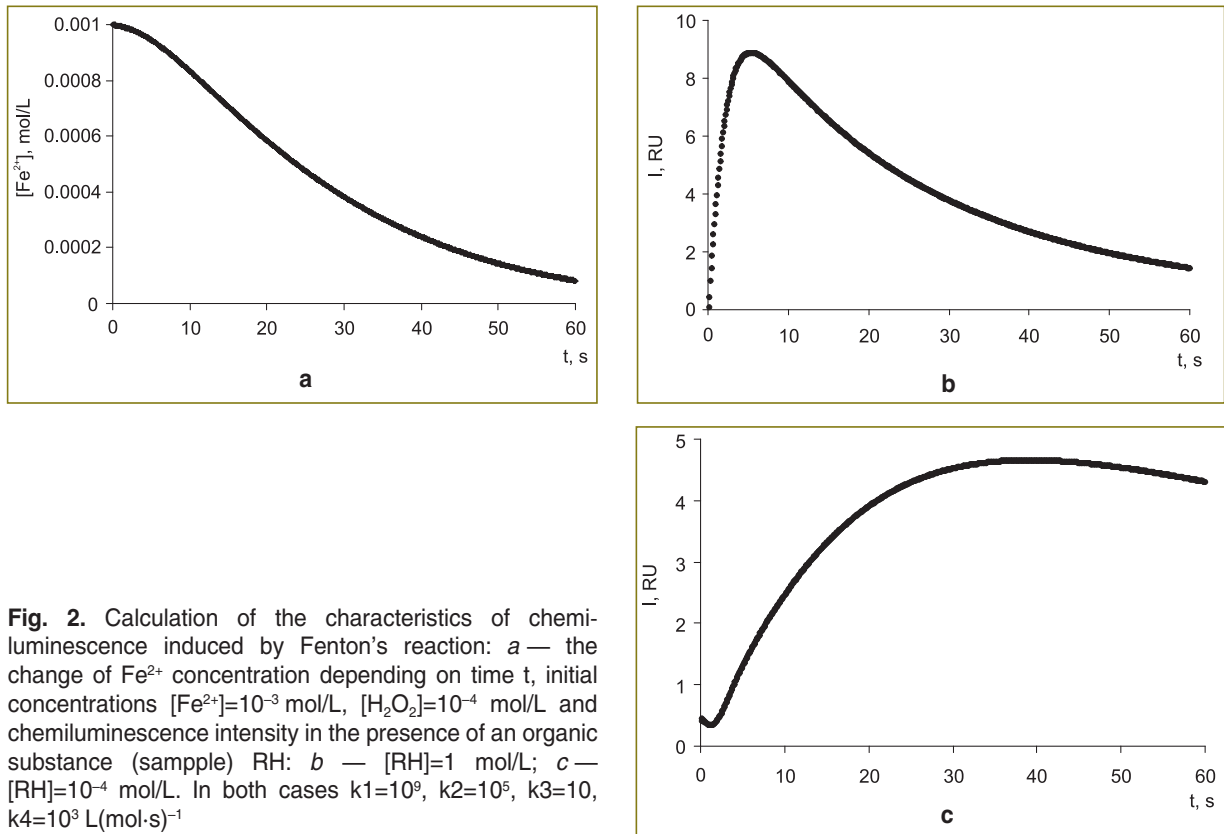 0.001
0.0008
0.0006
0.0004
0.0002
0
[Fe²⁺], mol/L
0 10 20 30 40 50 60
t, s
a
10
8
6
4
2
0
I, RU
0 10 20 30 40 50 60
t, s
b
5
4
3
2
1
0
I, RU
0 10 20 30 40 50 60
t, s
c
Fig. 2. Calculation of the characteristics of chemi-
luminescence induced by Fenton's reaction: a — the
change of Fe²⁺ concentration depending on time t, initial
concentrations [Fe²⁺]=10⁻³ mol/L, [H₂O₂]=10⁻⁴ mol/L and
chemiluminescence intensity in the presence of an organic
substance (sampple) RH: b — [RH]=1 mol/L; c —
[RH]=10⁻⁴ mol/L. In both cases k1=10⁹, k2=10⁵, k3=10,
k4=10³ L(mol·s)⁻¹